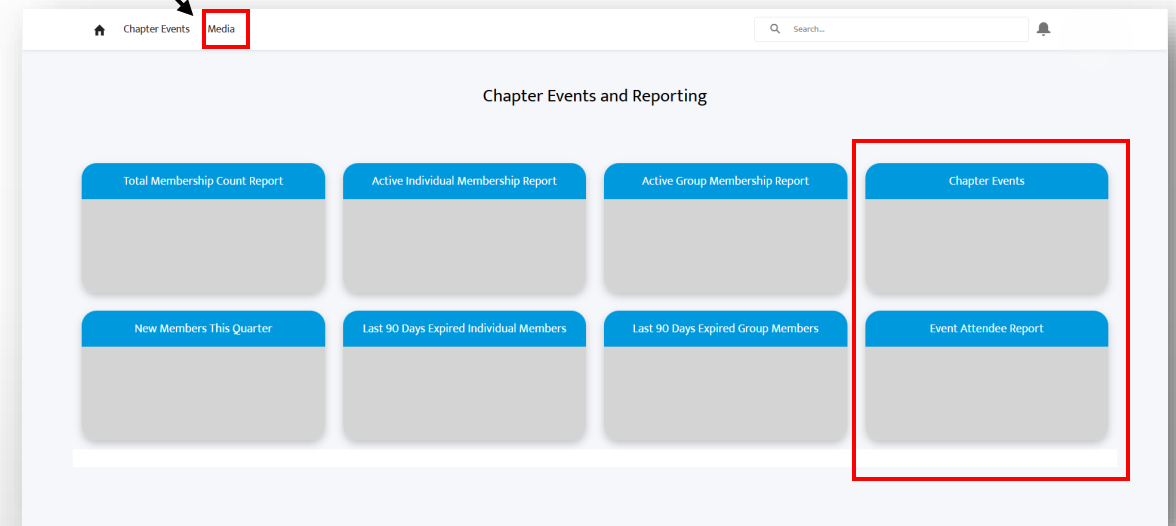 Chapter Events Media Search...
Chapter Events and Reporting
Total Membership Count Report Active Individual Membership Report Active Group Membership Report Chapter Events
New Members This Quarter Last 90 Days Expired Individual Members Last 90 Days Expired Group Members Event Attendee Report